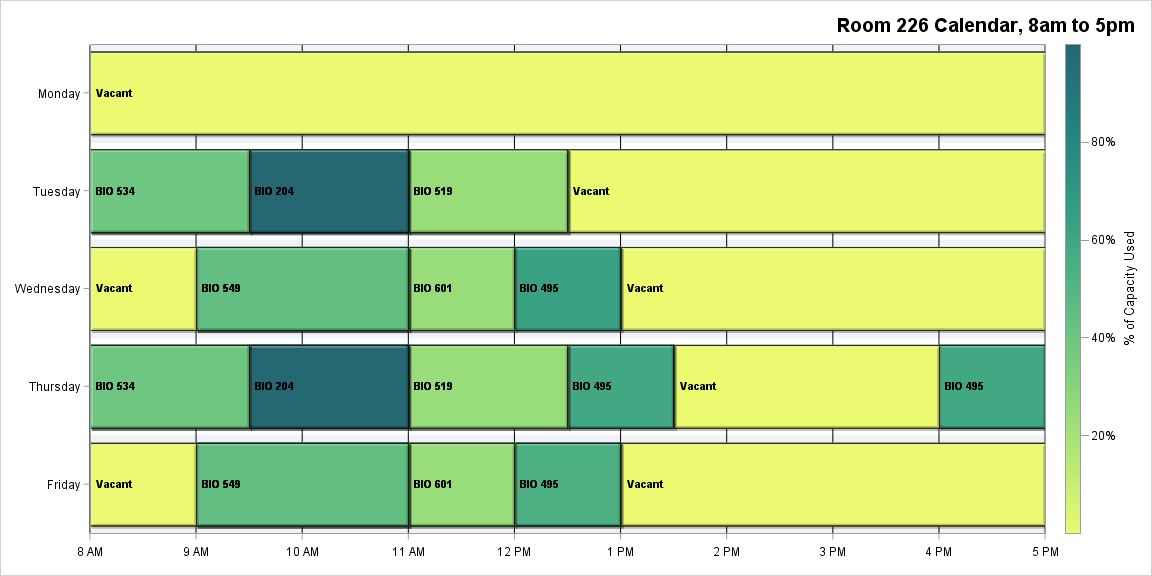 Room 226 Calendar, 8am to 5pm
Monday
Vacant
Tuesday
BIO 534
BIO 204
BIO 519
Vacant
Wednesday
Vacant
BIO 549
BIO 601
BIO 495
Vacant
Thursday
BIO 534
BIO 204
BIO 519
BIO 495
Vacant
BIO 495
Friday
Vacant
BIO 549
BIO 601
BIO 495
Vacant
8 AM
9 AM
10 AM
11 AM
12 PM
1 PM
2 PM
3 PM
4 PM
5 PM
80%
60%
40%
20%
% of Capacity Used